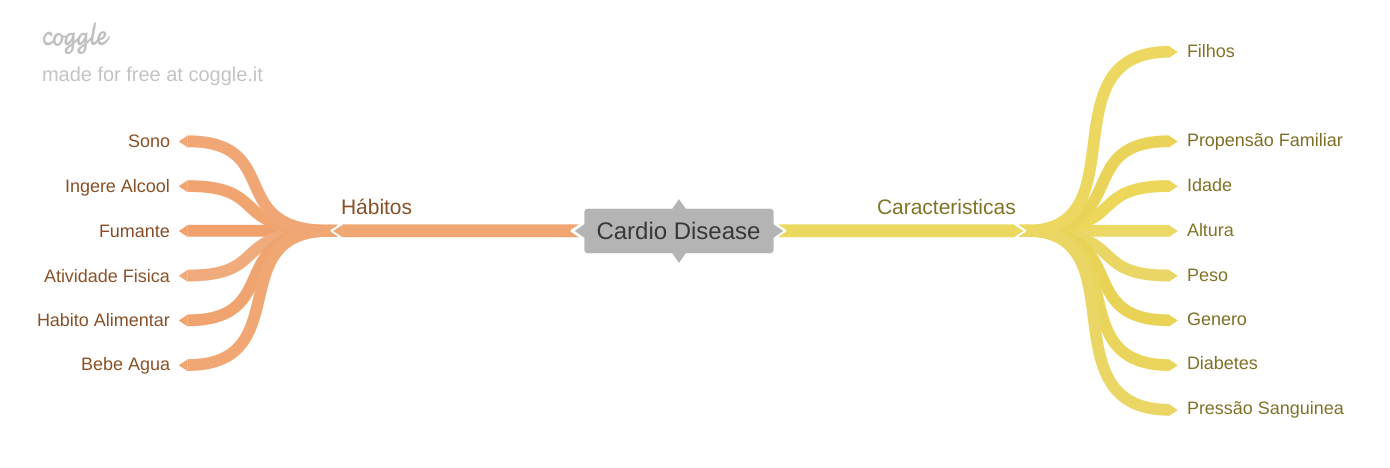 coggle
made for free at coggle.it
Sono
Ingere Alcool
Fumante
Atividade Fisica
Habito Alimentar
Bebe Agua
Hábitos
Cardio Disease
Caracteristicas
Filhos
Propensão Familiar
Idade
Altura
Peso
Genero
Diabetes
Pressão Sanguinea